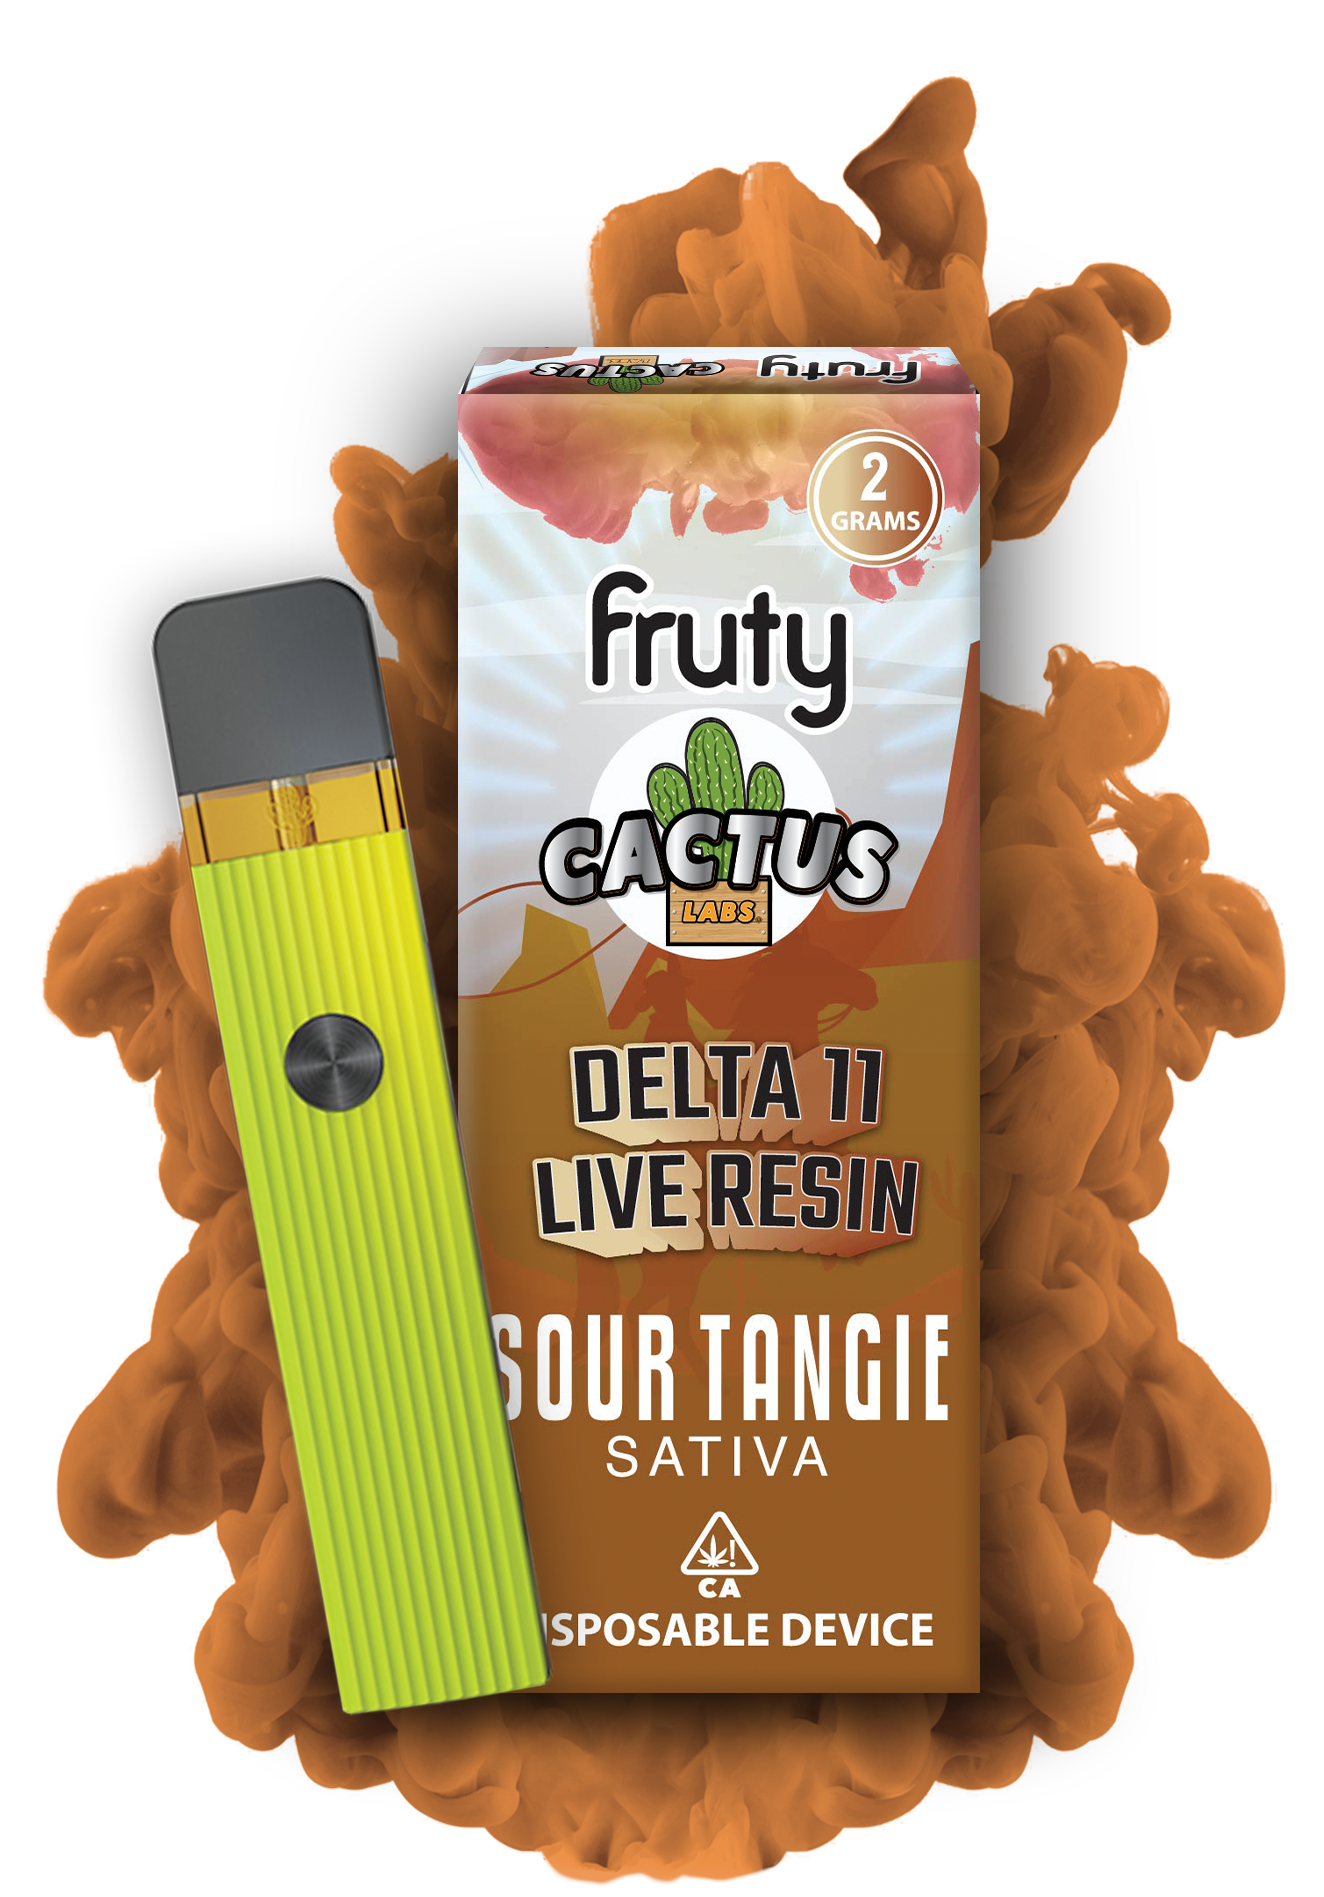 CACTUS fruty
2
GRAMS
fruty
CACTUS
LABS
DELTA 11
LIVE RESIN
SOUR TANGIE
SATIVA
CA
ISPOSABLE DEVICE